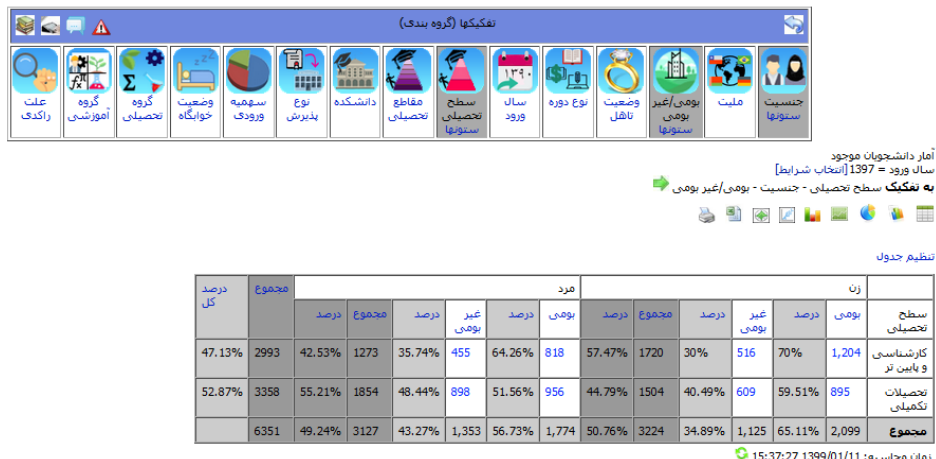 تفکیکها (گروه بندی)
جنسیت ستونها
ملیت
بومی/غیر بومی ستونها
وضعیت تاهل
نوع دوره
۱۳۹۰
سال ورود
سطح تحصیلی ستونها
مقاطع تحصیلی
دانشکده
نوع پذیرش
سهمیه ورودی
وضعیت خوابگاه
گروه تحصیلی
گروه آموزشی
علت راکدی
آمار دانشجویان موجود
سال ورود = 1397[انتخاب شرایط]
به تفکیک سطح تحصیلی - جنسیت - بومی/غیر بومی
تنظیم جدول
زن مرد مجموع درصد کل
سطح تحصیلی بومی درصد غیر بومی درصد مجموع درصد بومی درصد غیر بومی درصد مجموع درصد
کارشناسی و پایین تر 1,204 70% 516 30% 1720 57.47% 818 64.26% 455 35.74% 1273 42.53% 2993 47.13%
تحصیلات تکمیلی 895 59.51% 609 40.49% 1504 44.79% 956 51.56% 898 48.44% 1854 55.21% 3358 52.87%
مجموع 2,099 65.11% 1,125 34.89% 3224 50.76% 1,774 56.73% 1,353 43.27% 3127 49.24% 6351
زمان محاسبه: 1399/01/11 15:37:27